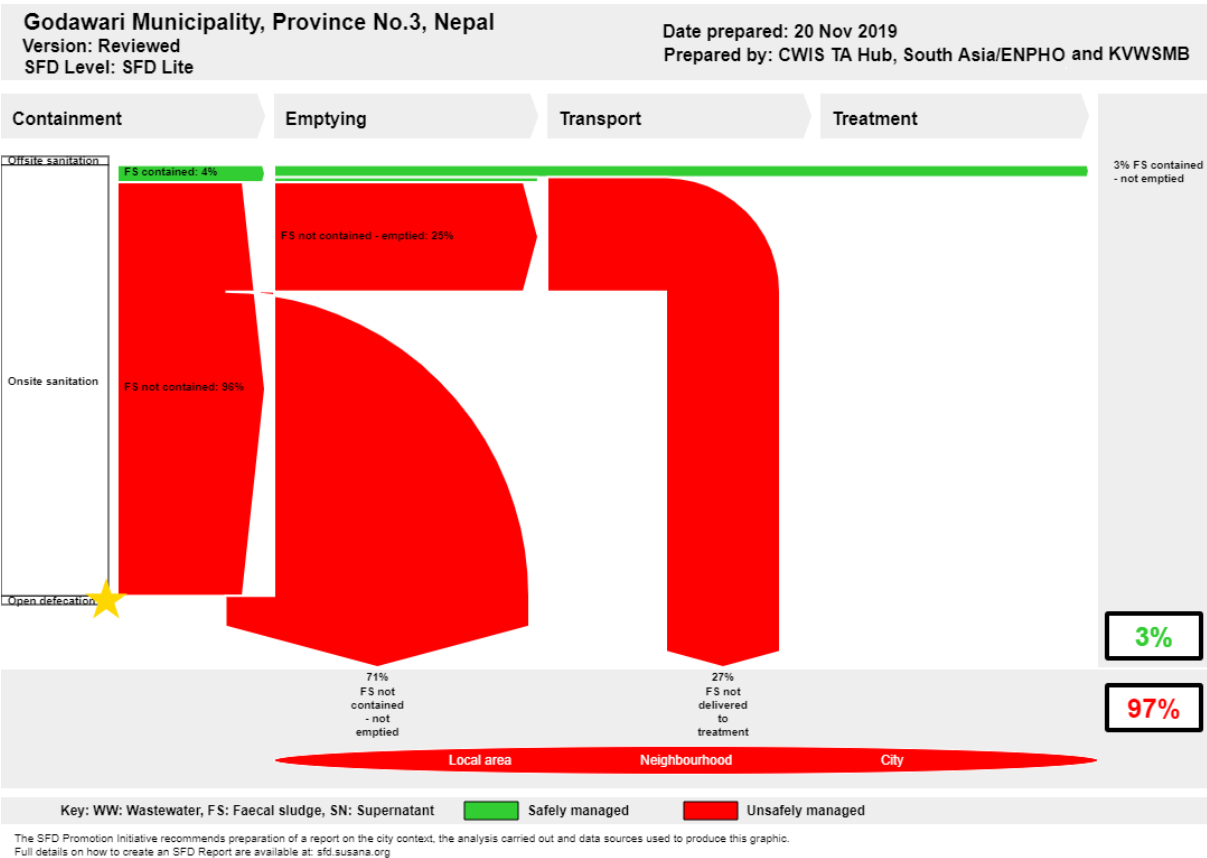 Godawari Municipality, Province No.3, Nepal
Version: Reviewed
SFD Level: SFD Lite
Date prepared: 20 Nov 2019
Prepared by: CWIS TA Hub, South Asia/ENPHO and KVWSMB
Containment
Emptying
Transport
Treatment
Offsite sanitation
FS contained: 4%
3% FS contained
- not emptied
FS not contained - emptied: 25%
Onsite sanitation
FS not contained: 96%
Open defecation
3%
71%
FS not
contained
- not
emptied
27%
FS not
delivered
to
treatment
97%
Local area
Neighbourhood
City
Key: WW: Wastewater, FS: Faecal sludge, SN: Supernatant
Safely managed
Unsafely managed
The SFD Promotion Initiative recommends preparation of a report on the city context, the analysis carried out and data sources used to produce this graphic.
Full details on how to create an SFD Report are available at: sfd.susana.org